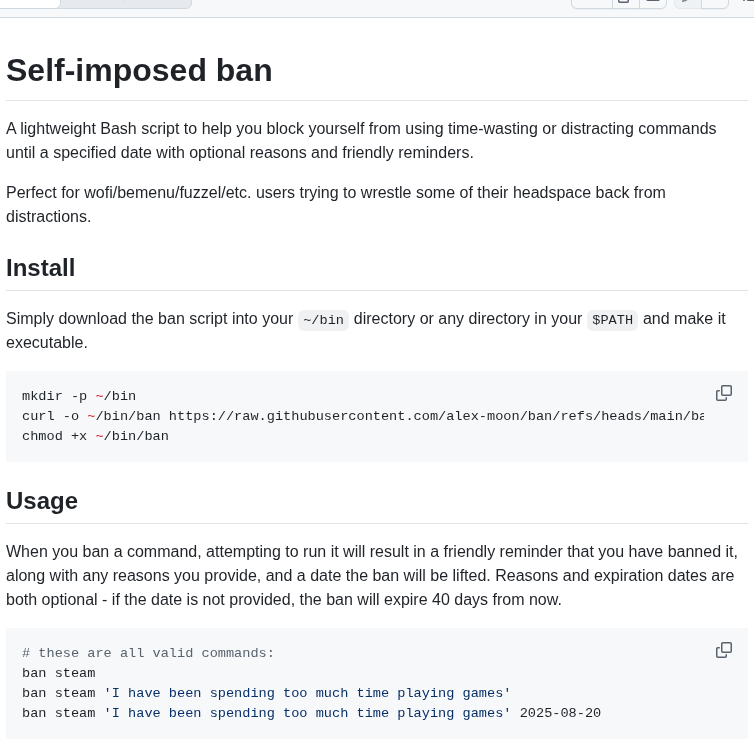 Self-imposed ban
A lightweight Bash script to help you block yourself from using time-wasting or distracting commands
until a specified date with optional reasons and friendly reminders.
Perfect for wofi/bemenu/fuzzel/etc. users trying to wrestle some of their headspace back from
distractions.
Install
Simply download the ban script into your ~/bin directory or any directory in your $PATH and make it
executable.
mkdir -p ~/bin
curl -o ~/bin/ban https://raw.githubusercontent.com/alex-moon/ban/refs/heads/main/ba
chmod +x ~/bin/ban
Usage
When you ban a command, attempting to run it will result in a friendly reminder that you have banned it,
along with any reasons you provide, and a date the ban will be lifted. Reasons and expiration dates are
both optional - if the date is not provided, the ban will expire 40 days from now.
# these are all valid commands:
ban steam
ban steam 'I have been spending too much time playing games'
ban steam 'I have been spending too much time playing games' 2025-08-20